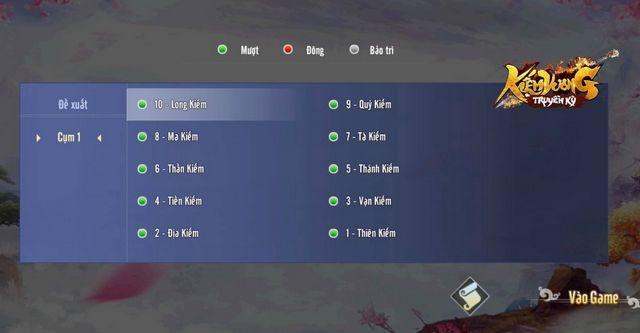 Mượt
Đông
Bảo trì
KIẾM VƯƠNG
TRUYỀN KỲ
Đề xuất
Cụm 1
10 - Long Kiếm
9 - Quỷ Kiếm
8 - Ma Kiếm
7 - Tà Kiếm
6 - Thần Kiếm
5 - Thánh Kiếm
4 - Tiên Kiếm
3 - Vạn Kiếm
2 - Địa Kiếm
1 - Thiên Kiếm
Vào Game